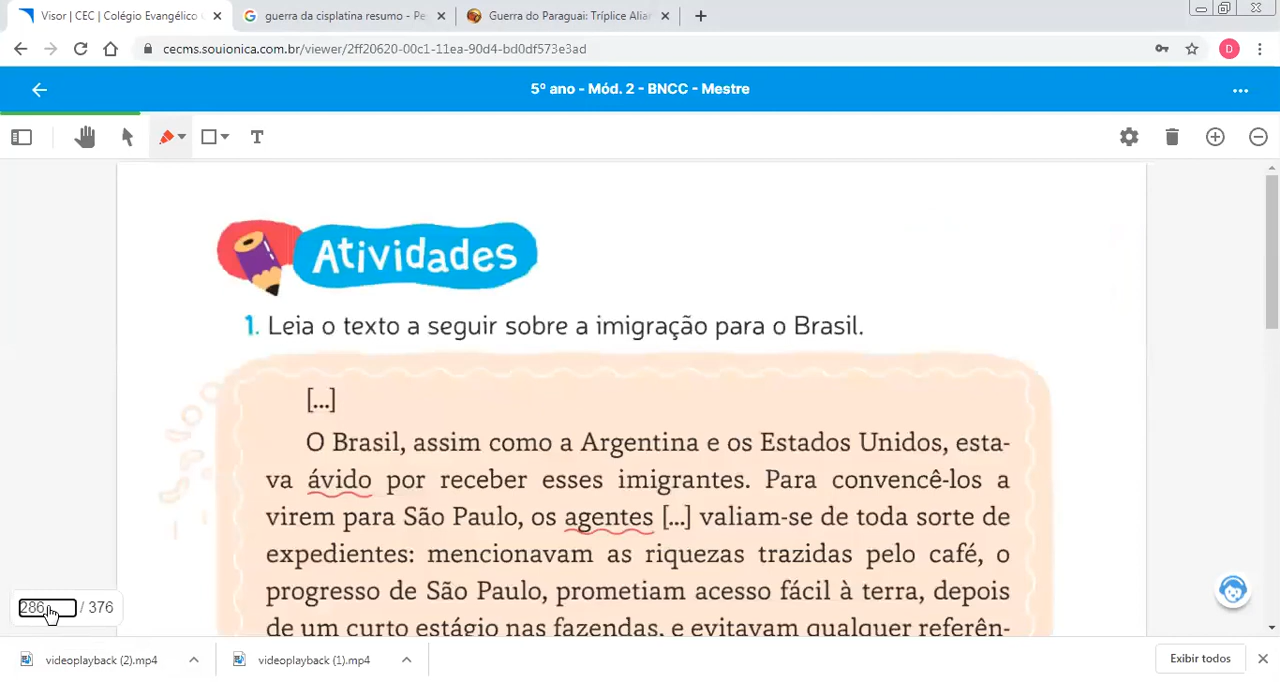 Visor | CEC | Colégio Evangélico
guerra da cisplatina resumo - Pe
Guerra do Paraguai: Tríplice Alia
cecms.souionica.com.br/viewer/2ff20620-00c1-11ea-90d4-bd0df573e3ad
D
5º ano - Mód. 2 - BNCC - Mestre
T
Atividades
1. Leia o texto a seguir sobre a imigração para o Brasil.
[...]
O Brasil, assim como a Argentina e os Estados Unidos, esta-
va ávido por receber esses imigrantes. Para convencê-los a
virem para São Paulo, os agentes [...] valiam-se de toda sorte de
expedientes: mencionavam as riquezas trazidas pelo café, o
progresso de São Paulo, prometiam acesso fácil à terra, depois
de um curto estágio nas fazendas, e evitavam qualquer referên-
286 / 376
videoplayback (2).mp4
videoplayback (1).mp4
Exibir todos